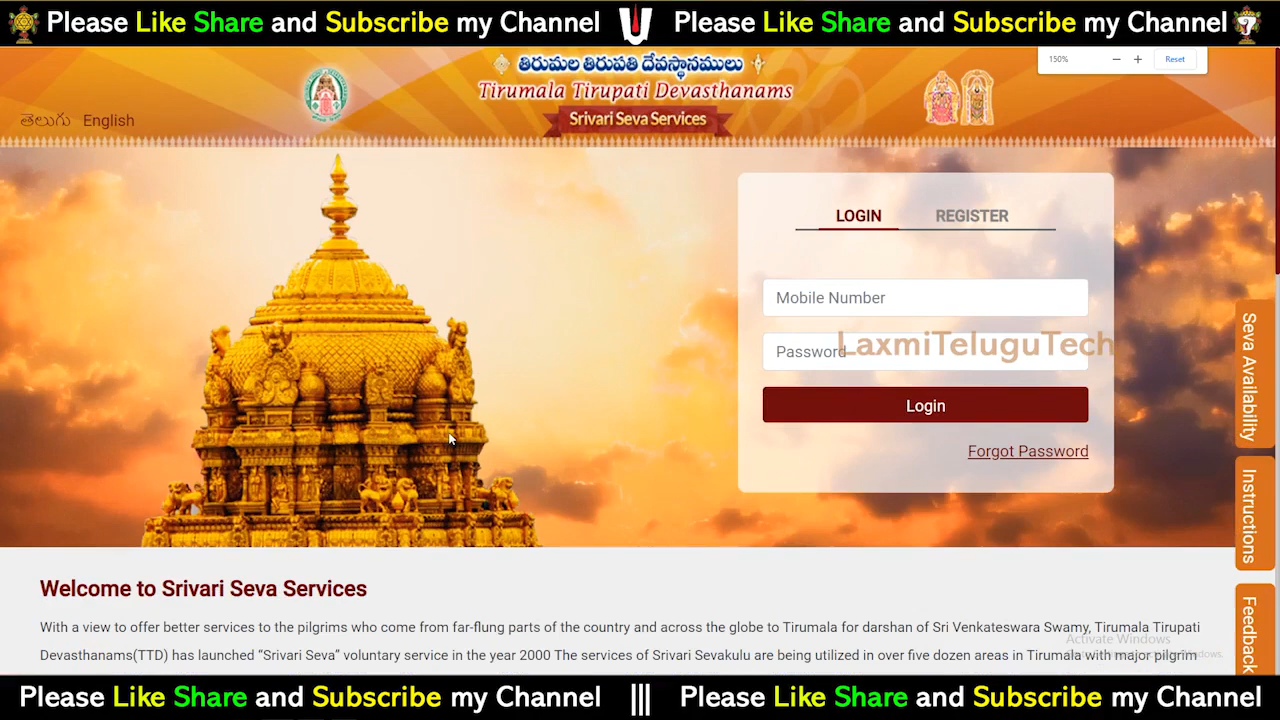 Please Like Share and Subscribe my Channel Please Like Share and Subscribe my Channel
తిరుమల తిరుపతి దేవస్థానములు
Tirumala Tirupati Devasthanams
Srivari Seva Services
150% − + Reset
తెలుగు English
LOGIN REGISTER
Mobile Number
Password
LaxmiTeluguTech
Login
Forgot Password
Seva Availability
Instructions
Feedback
Welcome to Srivari Seva Services
With a view to offer better services to the pilgrims who come from far-flung parts of the country and across the globe to Tirumala for darshan of Sri Venkateswara Swamy, Tirumala Tirupati
Devasthanams(TTD) has launched “Srivari Seva” voluntary service in the year The services of Srivari Sevakulu are being utilized in over five dozen areas in Tirumala with major pilgrim
Activate Windows
Please Like Share and Subscribe my Channel ||| Please Like Share and Subscribe my Channel